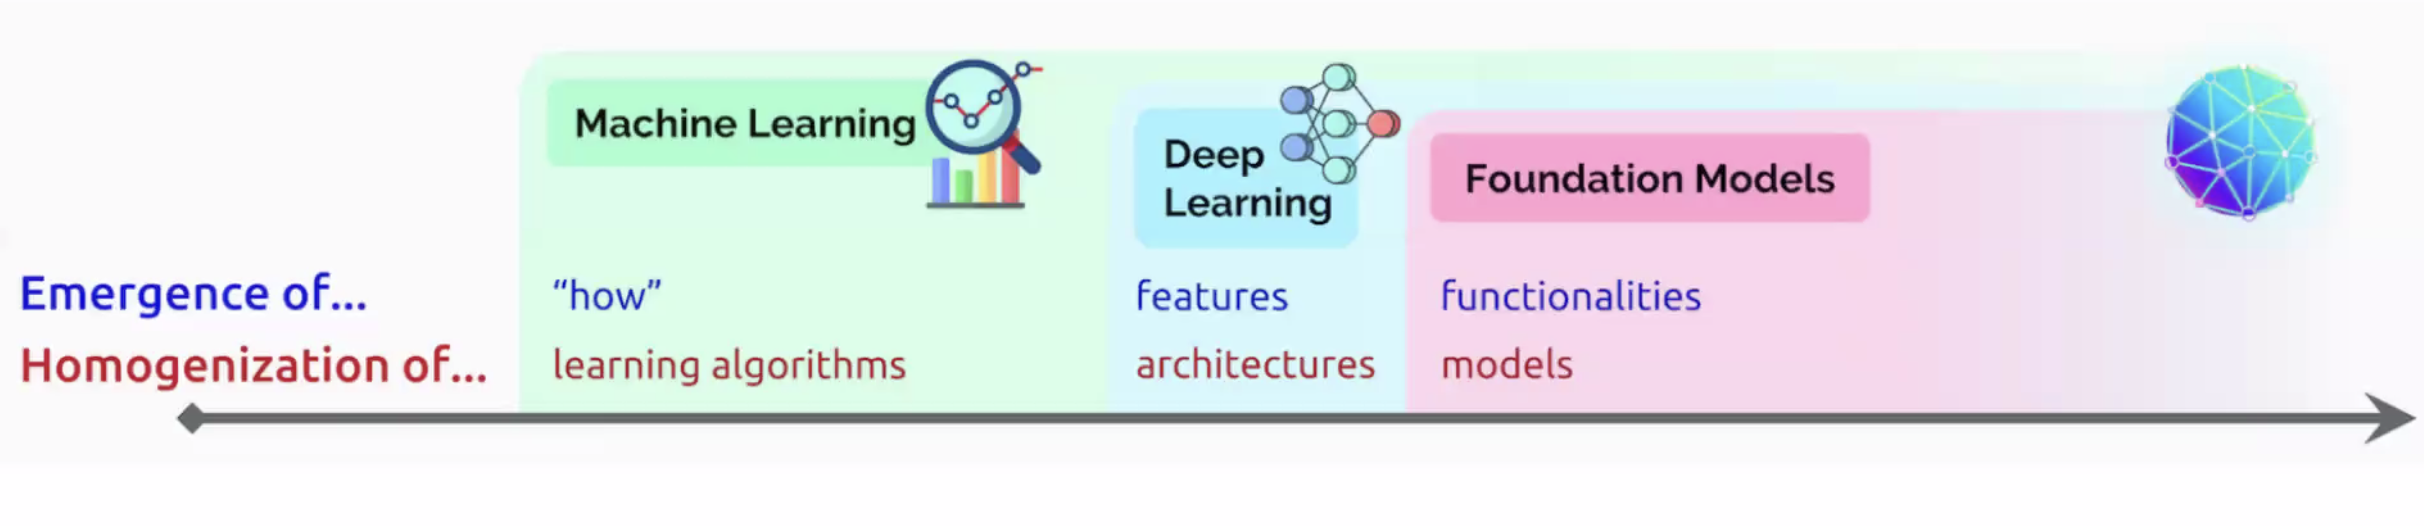 Machine Learning
Deep
Learning
Foundation Models
Emergence of...
“how”
features
functionalities
Homogenization of...
learning algorithms
architectures
models